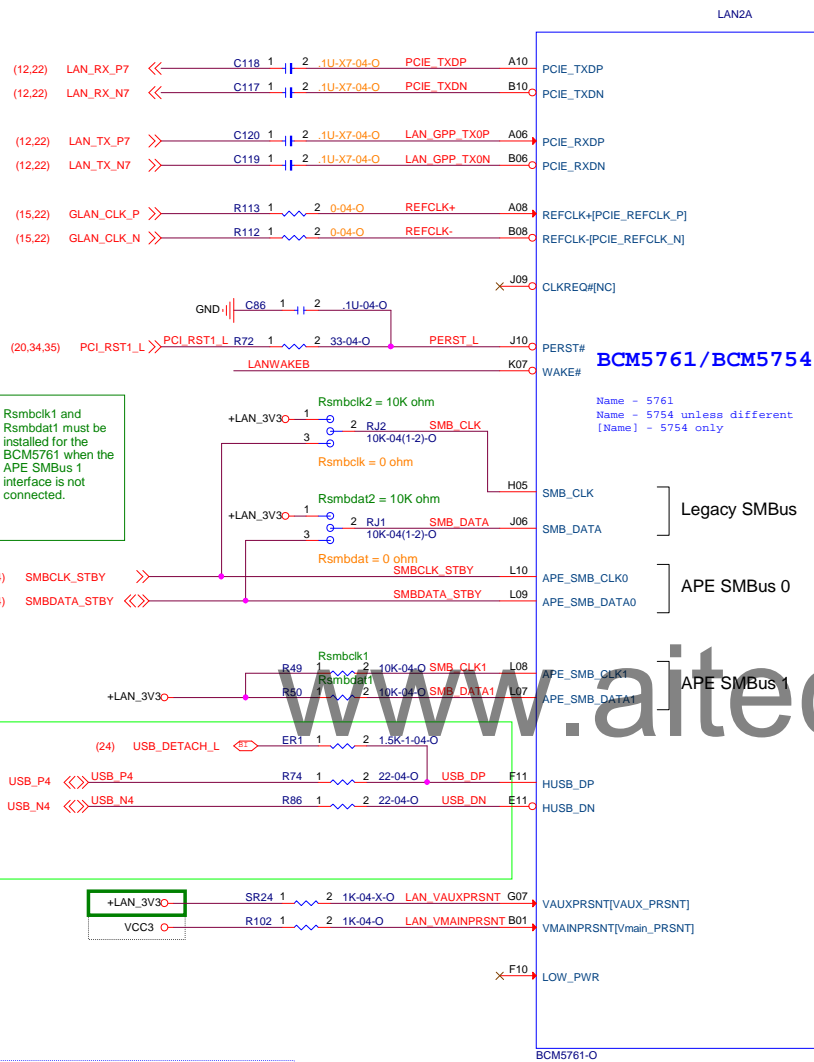 LAN2A
(12,22) LAN_RX_P7 C118 1 2 .1U-X7-04-O PCIE_TXDP A10 PCIE_TXDP
(12,22) LAN_RX_N7 C117 1 2 .1U-X7-04-O PCIE_TXDN B10 PCIE_TXDN
(12,22) LAN_TX_P7 C120 1 2 .1U-X7-04-O LAN_GPP_TX0P A06 PCIE_RXDP
(12,22) LAN_TX_N7 C119 1 2 .1U-X7-04-O LAN_GPP_TX0N B06 PCIE_RXDN
(15,22) GLAN_CLK_P R113 1 2 0-04-O REFCLK+ A08 REFCLK+[PCIE_REFCLK_P]
(15,22) GLAN_CLK_N R112 1 2 0-04-O REFCLK- B08 REFCLK-[PCIE_REFCLK_N]
J09 CLKREQ#[NC]
GND C86 1 2 .1U-04-O
(20,34,35) PCI_RST1_L PCI_RST1_L R72 1 2 33-04-O PERST_L J10 PERST#
LANWAKEB K07 WAKE#
BCM5761/BCM5754
Name - 5761
Name - 5754 unless different
[Name] - 5754 only
Rsmbclk1 and
Rsmbdat1 must be
installed for the
BCM5761 when the
APE SMBus 1
interface is not
connected.
Rsmbclk2 = 10K ohm
+LAN_3V3 1
2 RJ2 SMB_CLK
3 10K-04(1-2)-O
Rsmbclk = 0 ohm
H05 SMB_CLK
Rsmbdat2 = 10K ohm
+LAN_3V3 1
2 RJ1 SMB_DATA J06 SMB_DATA
3 10K-04(1-2)-O
Rsmbdat = 0 ohm
Legacy SMBus
) SMBCLK_STBY SMBCLK_STBY L10 APE_SMB_CLK0
) SMBDATA_STBY SMBDATA_STBY L09 APE_SMB_DATA0
APE SMBus 0
Rsmbclk1
R49 1 2 10K-04-O SMB_CLK1 L08 APE_SMB_CLK1
Rsmbdat1
+LAN_3V3 R50 1 2 10K-04-O SMB_DATA1 L07 APE_SMB_DATA1
APE SMBus 1
www.aitec
(24) USB_DETACH_L BI ER1 1 2 1.5K-1-04-O
USB_P4 USB_P4 R74 1 2 22-04-O USB_DP F11 HUSB_DP
USB_N4 USB_N4 R86 1 2 22-04-O USB_DN E11 HUSB_DN
+LAN_3V3 SR24 1 2 1K-04-X-O LAN_VAUXPRSNT G07 VAUXPRSNT[VAUX_PRSNT]
VCC3 R102 1 2 1K-04-O LAN_VMAINPRSNT B01 VMAINPRSNT[Vmain_PRSNT]
F10 LOW_PWR
BCM5761-O